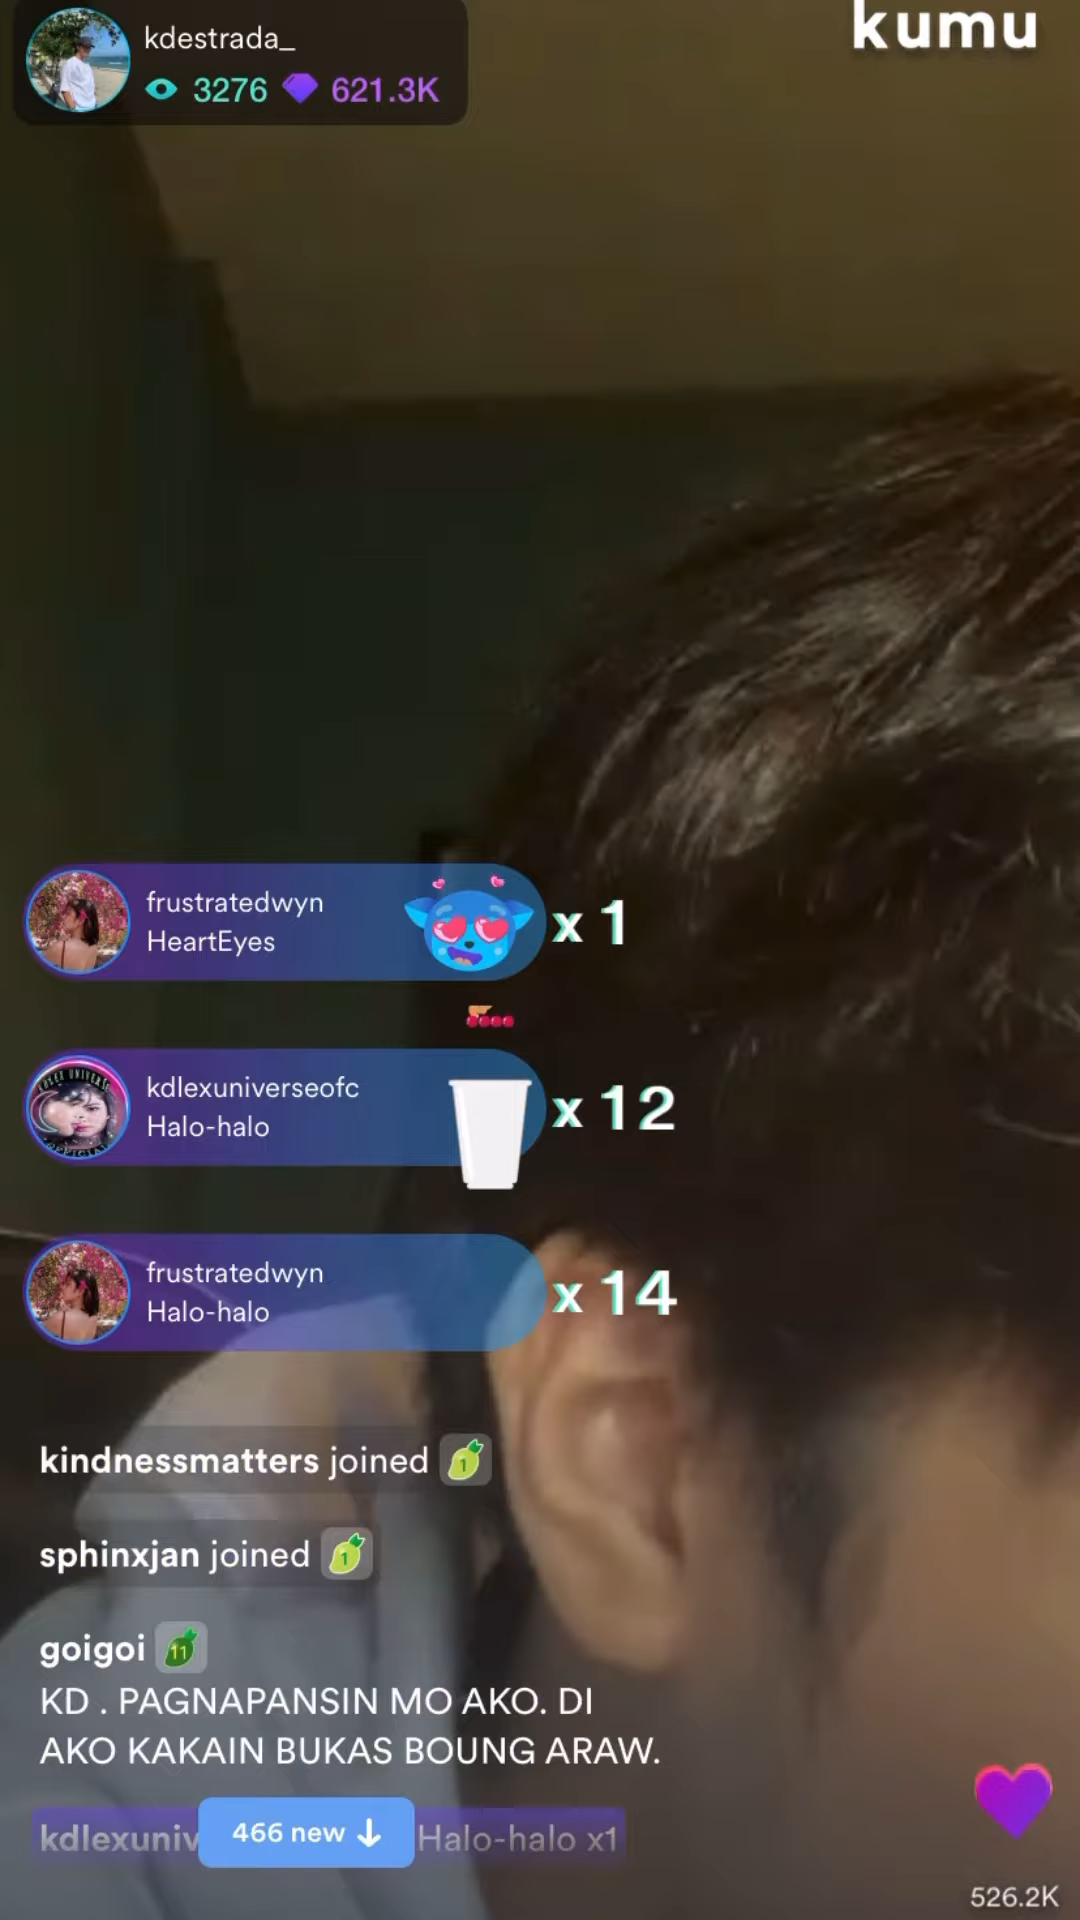 kdestrada_
3276 621.3K
kumu
frustratedwyn
HeartEyes
x 1
kdlexuniverseofc
Halo-halo
x 12
frustratedwyn
Halo-halo
x 14
kindnessmatters joined 1
sphinxjan joined 1
goigoi 11
KD . PAGNAPANSIN MO AKO. DI
AKO KAKAIN BUKAS BOUNG ARAW.
kdlexuniv
466 new
Halo-halo x1
526.2K